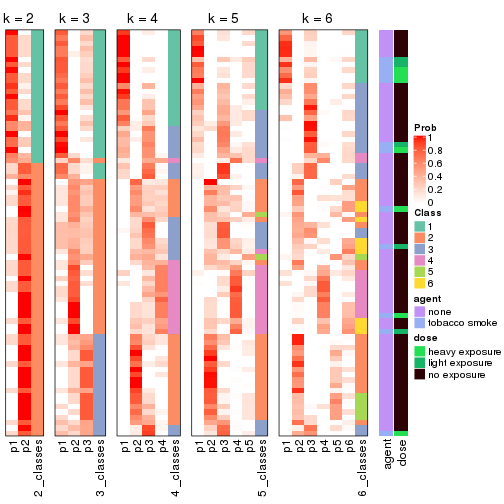 k = 2
k = 3
k = 4
k = 5
k = 6
Prob
1
0.8
0.6
0.4
0.2
0
Class
1
2
3
4
5
6
agent
none
tobacco smoke
dose
heavy exposure
light exposure
no exposure
p1
p2
2_classes
p1
p2
p3
3_classes
p1
p2
p3
p4
4_classes
p1
p2
p3
p4
p5
5_classes
p1
p2
p3
p4
p5
p6
6_classes
agent
dose